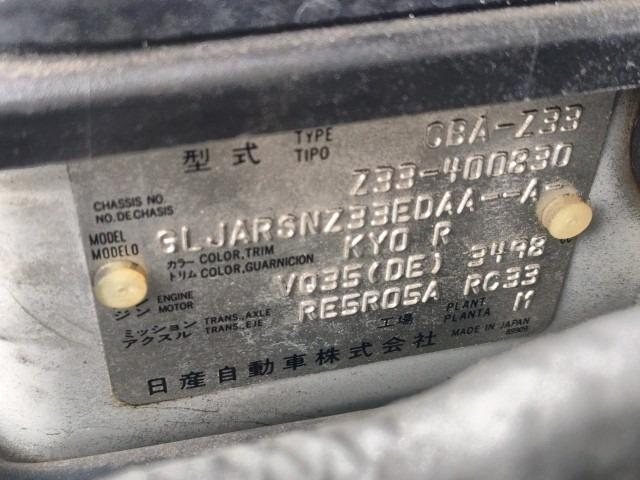 型式 TYPE TIPO CBA-Z33
CHASSIS NO. NO. DE CHASIS Z33-400830
MODEL MODELO GLJARSNZ33EDAA--A-
カラー トリム COLOR, TRIM COLOR, GUARNICION KY0 R
ジン ENGINE MOTOR VQ35(DE) 3498
ミッション アクスル TRANS., AXLE TRANS., EJE RE5R05A RC33
工場 PLANT PLANTA M
日産自動車株式会社 MADE IN JAPAN